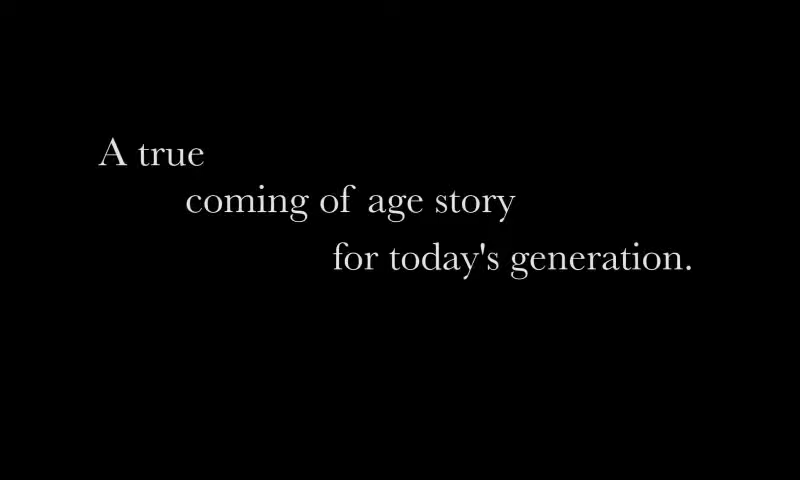 A true
coming of age story
for today's generation.